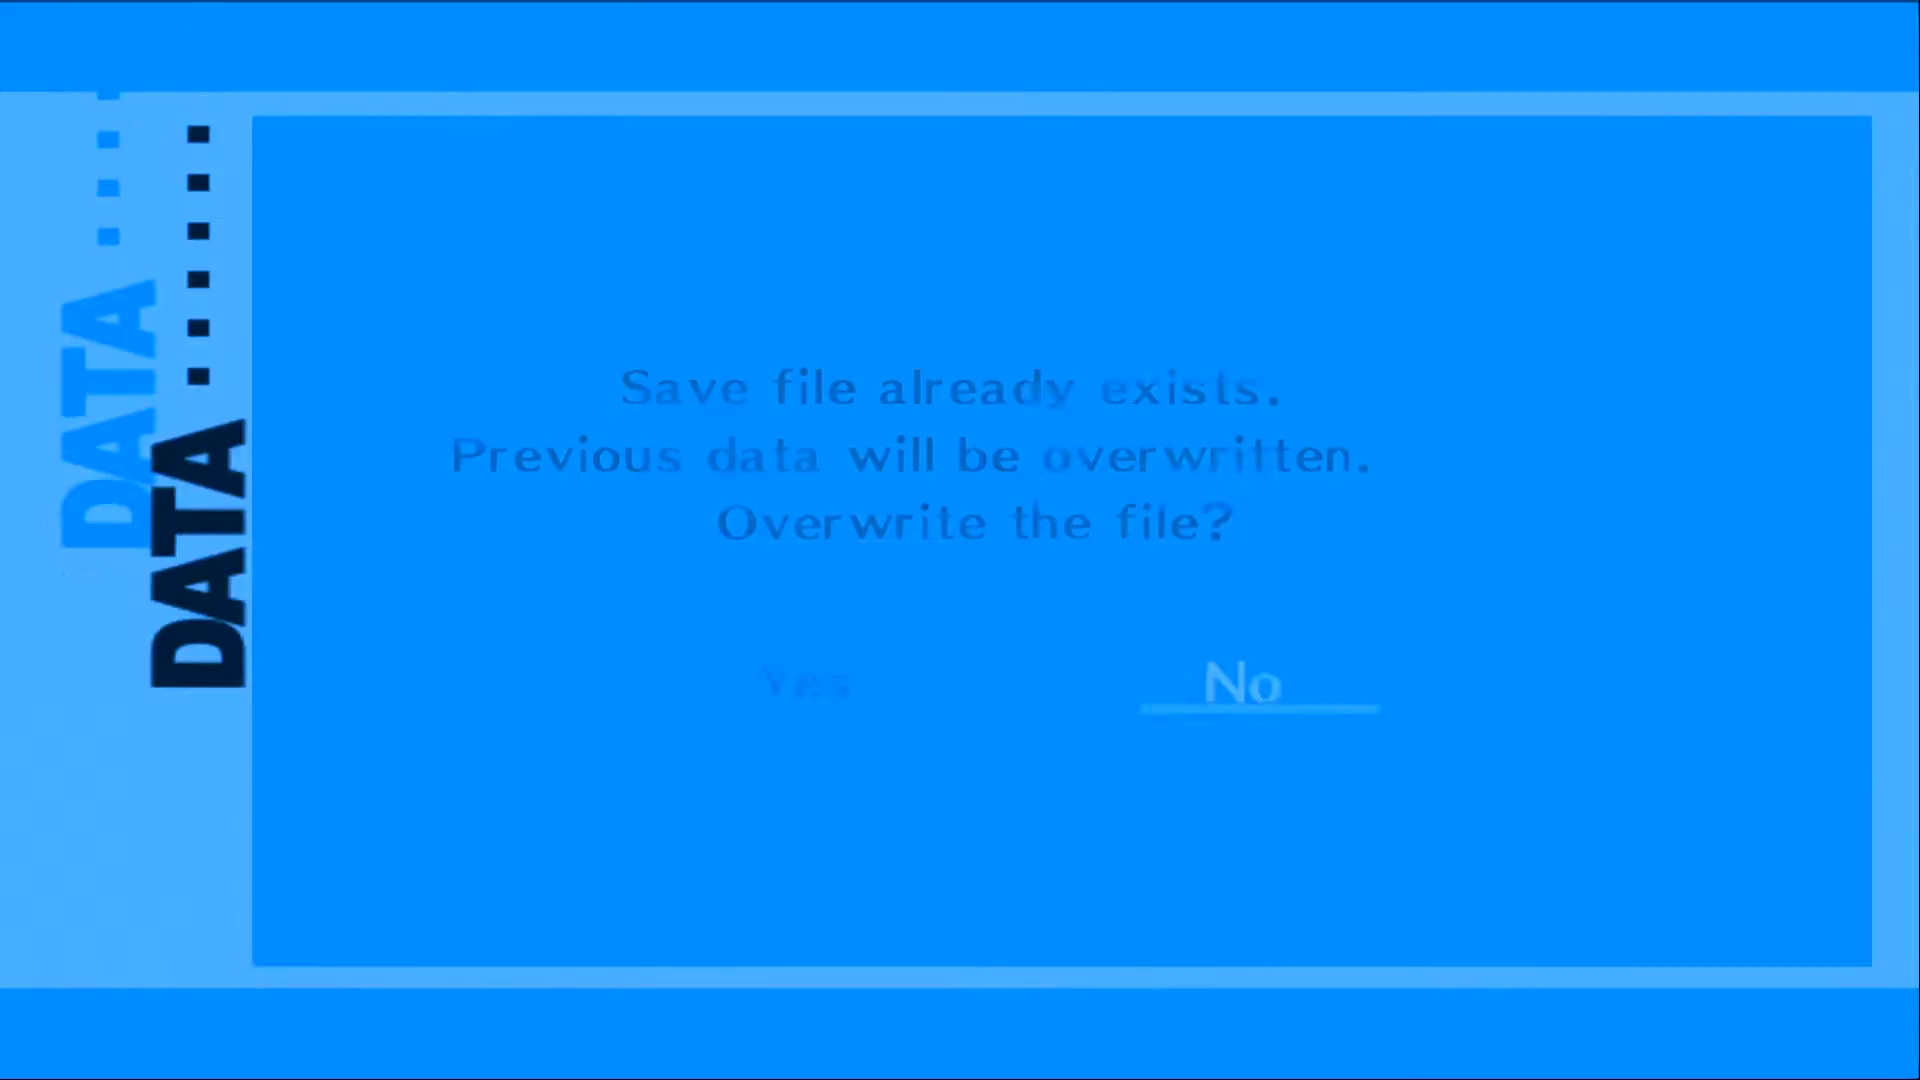 DATA
DATA
Save file already exists.
Previous data will be overwritten.
Overwrite the file?
Yes
No